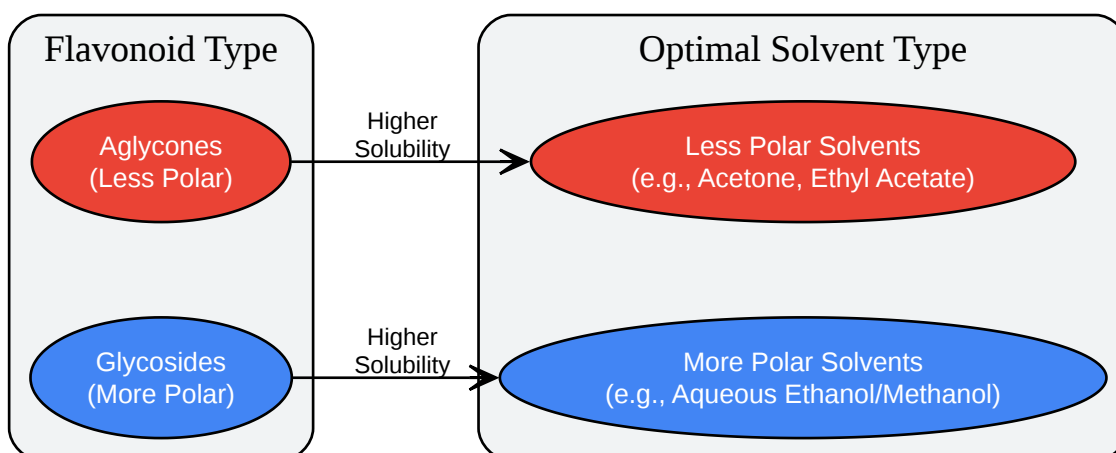 Flavonoid Type
Optimal Solvent Type
Aglycones
(Less Polar)
Higher
Solubility
Less Polar Solvents
(e.g., Acetone, Ethyl Acetate)
Glycosides
(More Polar)
Higher
Solubility
More Polar Solvents
(e.g., Aqueous Ethanol/Methanol)